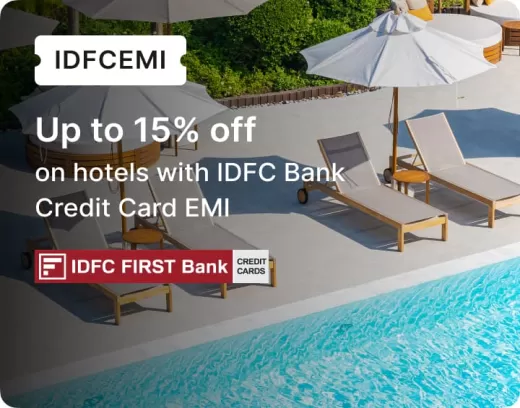 IDFCEMI
Up to 15% off
on hotels with IDFC Bank
Credit Card EMI
IDFC FIRST Bank
CREDIT
CARDS